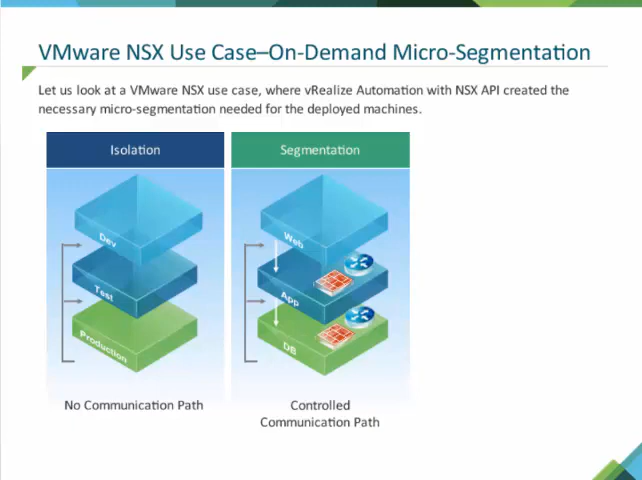 VMware NSX Use Case–On-Demand Micro-Segmentation
Let us look at a VMware NSX use case, where vRealize Automation with NSX API created the
necessary micro-segmentation needed for the deployed machines.
Isolation
Dev
Test
Production
No Communication Path
Segmentation
Web
App
DB
Controlled
Communication Path